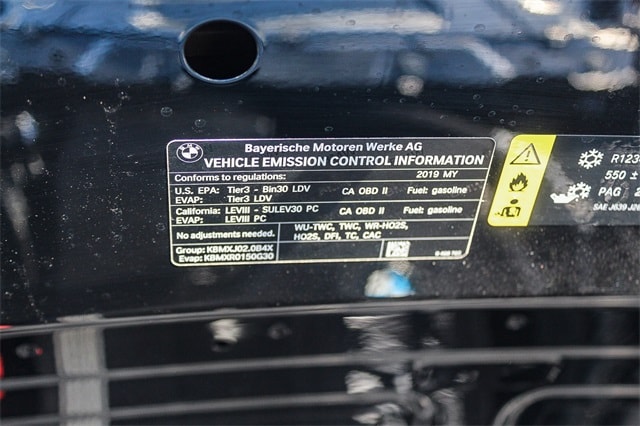 Bayerische Motoren Werke AG
VEHICLE EMISSION CONTROL INFORMATION
Conforms to regulations: 2019 MY
U.S. EPA: Tier3 - Bin30 LDV CA OBD II Fuel: gasoline
EVAP: Tier3 LDV
California: LEVIII - SULEV30 PC CA OBD II Fuel: gasoline
EVAP: LEVIII PC
No adjustments needed. WU-TWC, TWC, WR-HO2S,
HO2S, DFI, TC, CAC
Group: KBMXJ02.0B4X
Evap: KBMXR0150G30
R123
550 ±
PAG 2
SAE J639